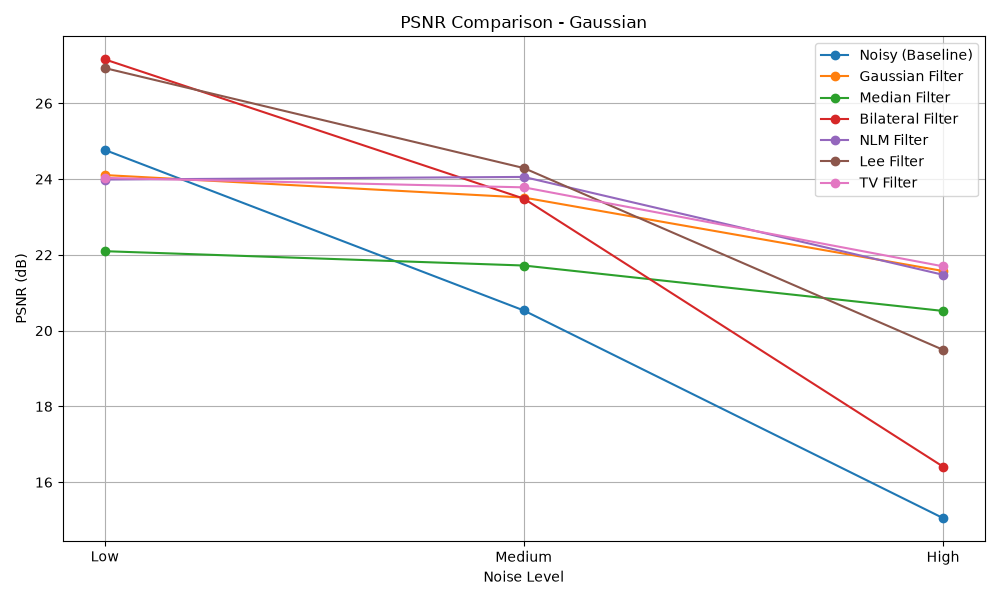 PSNR Comparison - Gaussian
Noisy (Baseline)
Gaussian Filter
Median Filter
Bilateral Filter
NLM Filter
Lee Filter
TV Filter
PSNR (dB)
26
24
22
20
18
16
Low Medium High
Noise Level